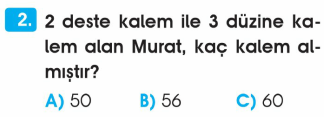 2. 2 deste kalem ile 3 düzine ka-
lem alan Murat, kaç kalem al-
mıştır?
A) 50 B) 56 C) 60